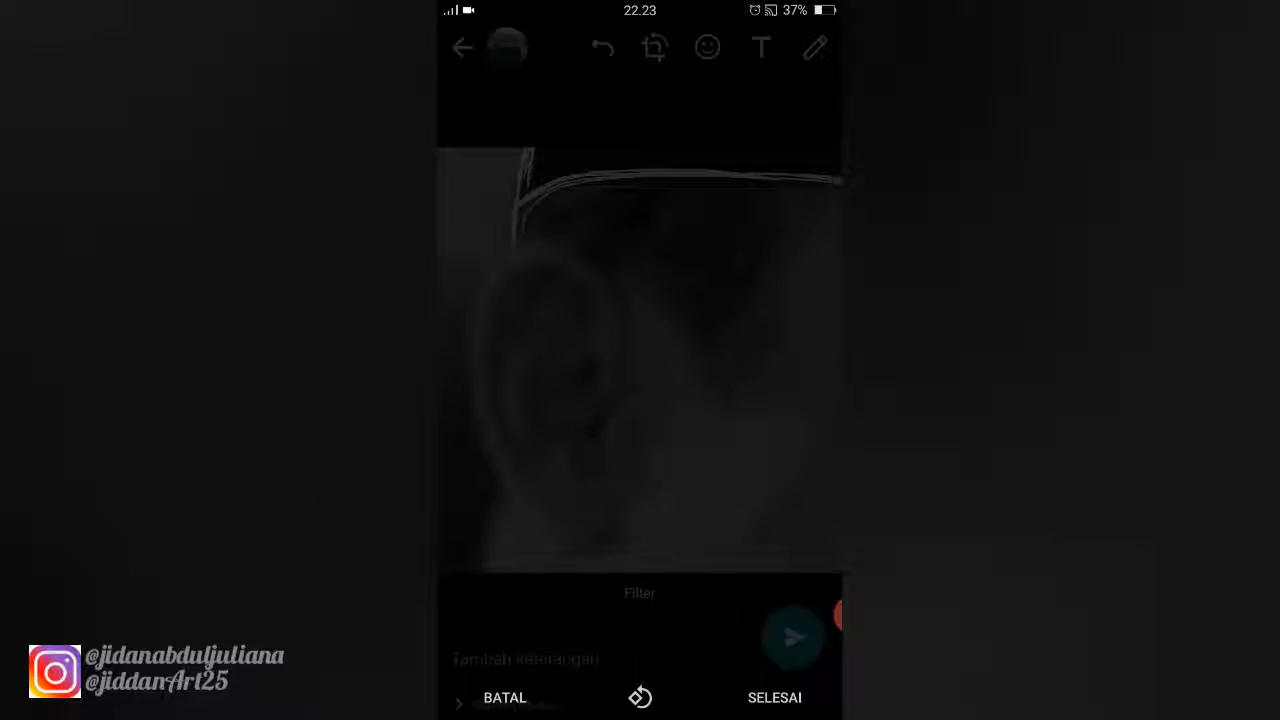 22.23
37%
T
Filter
Tambah keterangan
@jidanabduljuliana
@jiddanArt25
BATAL
SELESAI